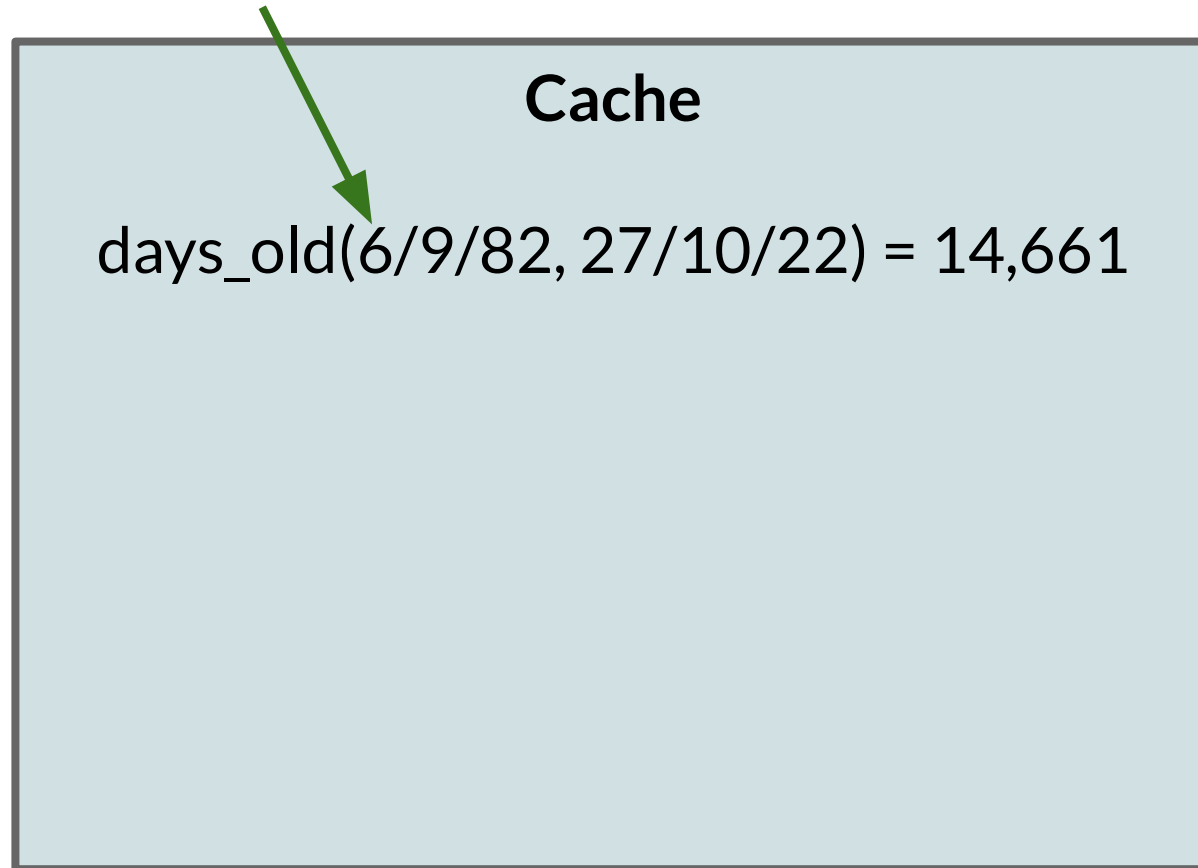 Cache
days_old(6/9/82, 27/10/22) = 14,661